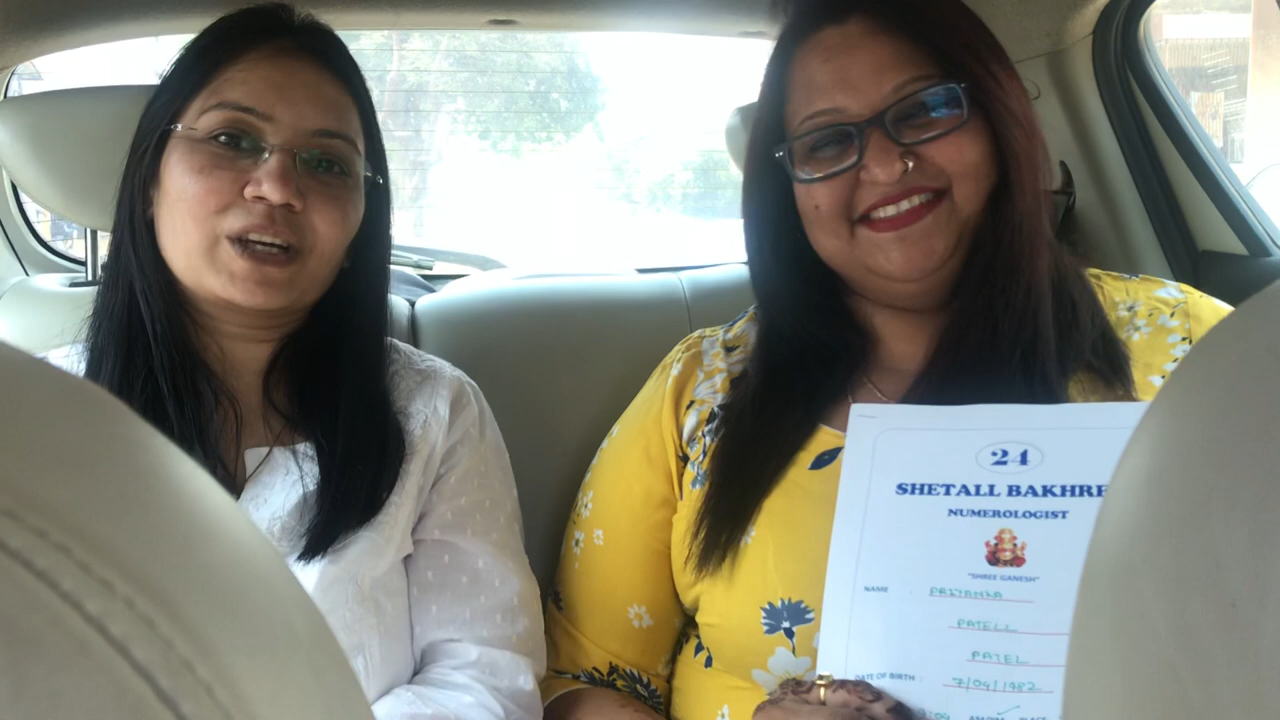 24
SHETALL BAKHRE
NUMEROLOGIST
"SHREE GANESH"
NAME : PRIYANKA
PATELL
PATEL
DATE OF BIRTH : 7/04/1982